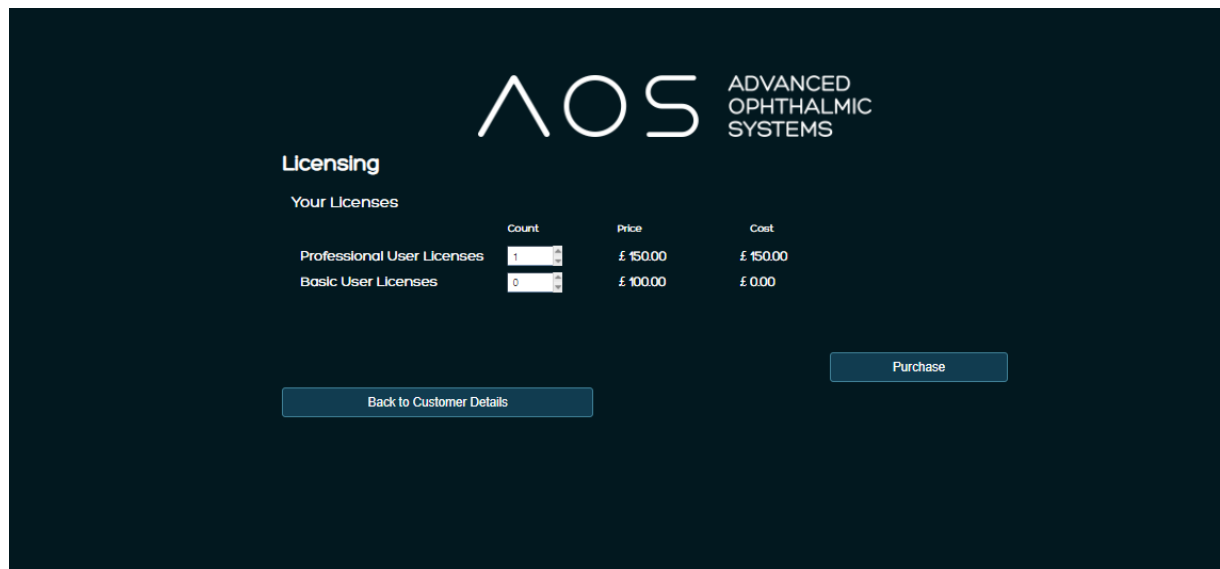 AOS
ADVANCED
OPHTHALMIC
SYSTEMS
Licensing
Your Licenses
Count Price Cost
Professional User Licenses 1 £ 150.00 £ 150.00
Basic User Licenses 0 £ 100.00 £ 0.00
Purchase
Back to Customer Details